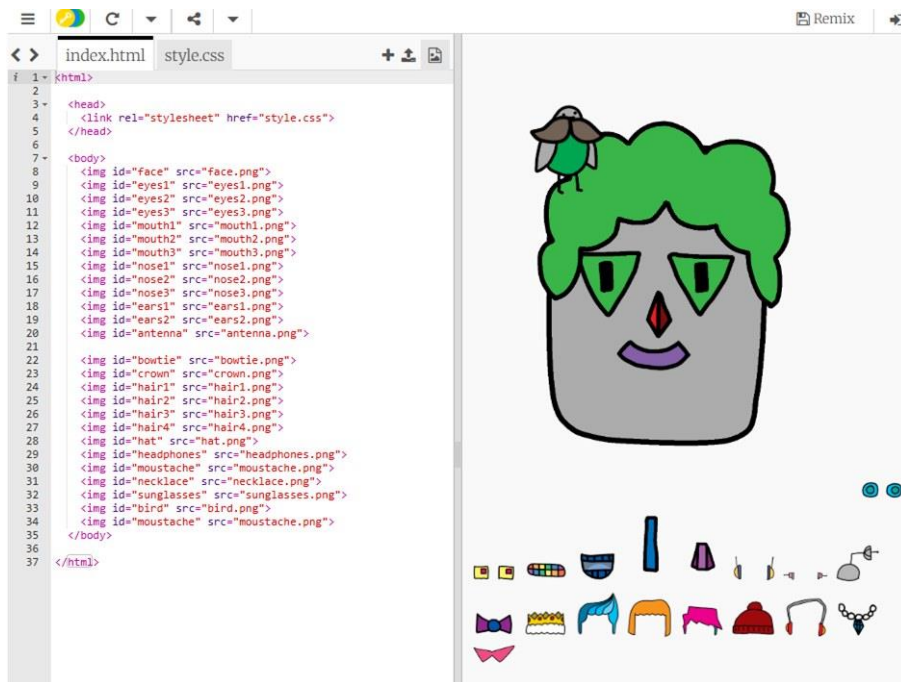 Remix
index.html style.css
i 1 <html>
2
3 <head>
4 <link rel="stylesheet" href="style.css">
5 </head>
6
7 <body>
8 <img id="face" src="face.png">
9 <img id="eyes1" src="eyes1.png">
10 <img id="eyes2" src="eyes2.png">
11 <img id="eyes3" src="eyes3.png">
12 <img id="mouth1" src="mouth1.png">
13 <img id="mouth2" src="mouth2.png">
14 <img id="mouth3" src="mouth3.png">
15 <img id="nose1" src="nose1.png">
16 <img id="nose2" src="nose2.png">
17 <img id="nose3" src="nose3.png">
18 <img id="ears1" src="ears1.png">
19 <img id="ears2" src="ears2.png">
20 <img id="antenna" src="antenna.png">
21
22 <img id="bowtie" src="bowtie.png">
23 <img id="crown" src="crown.png">
24 <img id="hair1" src="hair1.png">
25 <img id="hair2" src="hair2.png">
26 <img id="hair3" src="hair3.png">
27 <img id="hair4" src="hair4.png">
28 <img id="hat" src="hat.png">
29 <img id="headphones" src="headphones.png">
30 <img id="moustache" src="moustache.png">
31 <img id="necklace" src="necklace.png">
32 <img id="sunglasses" src="sunglasses.png">
33 <img id="bird" src="bird.png">
34 <img id="moustache" src="moustache.png">
35 </body>
36
37 </html>